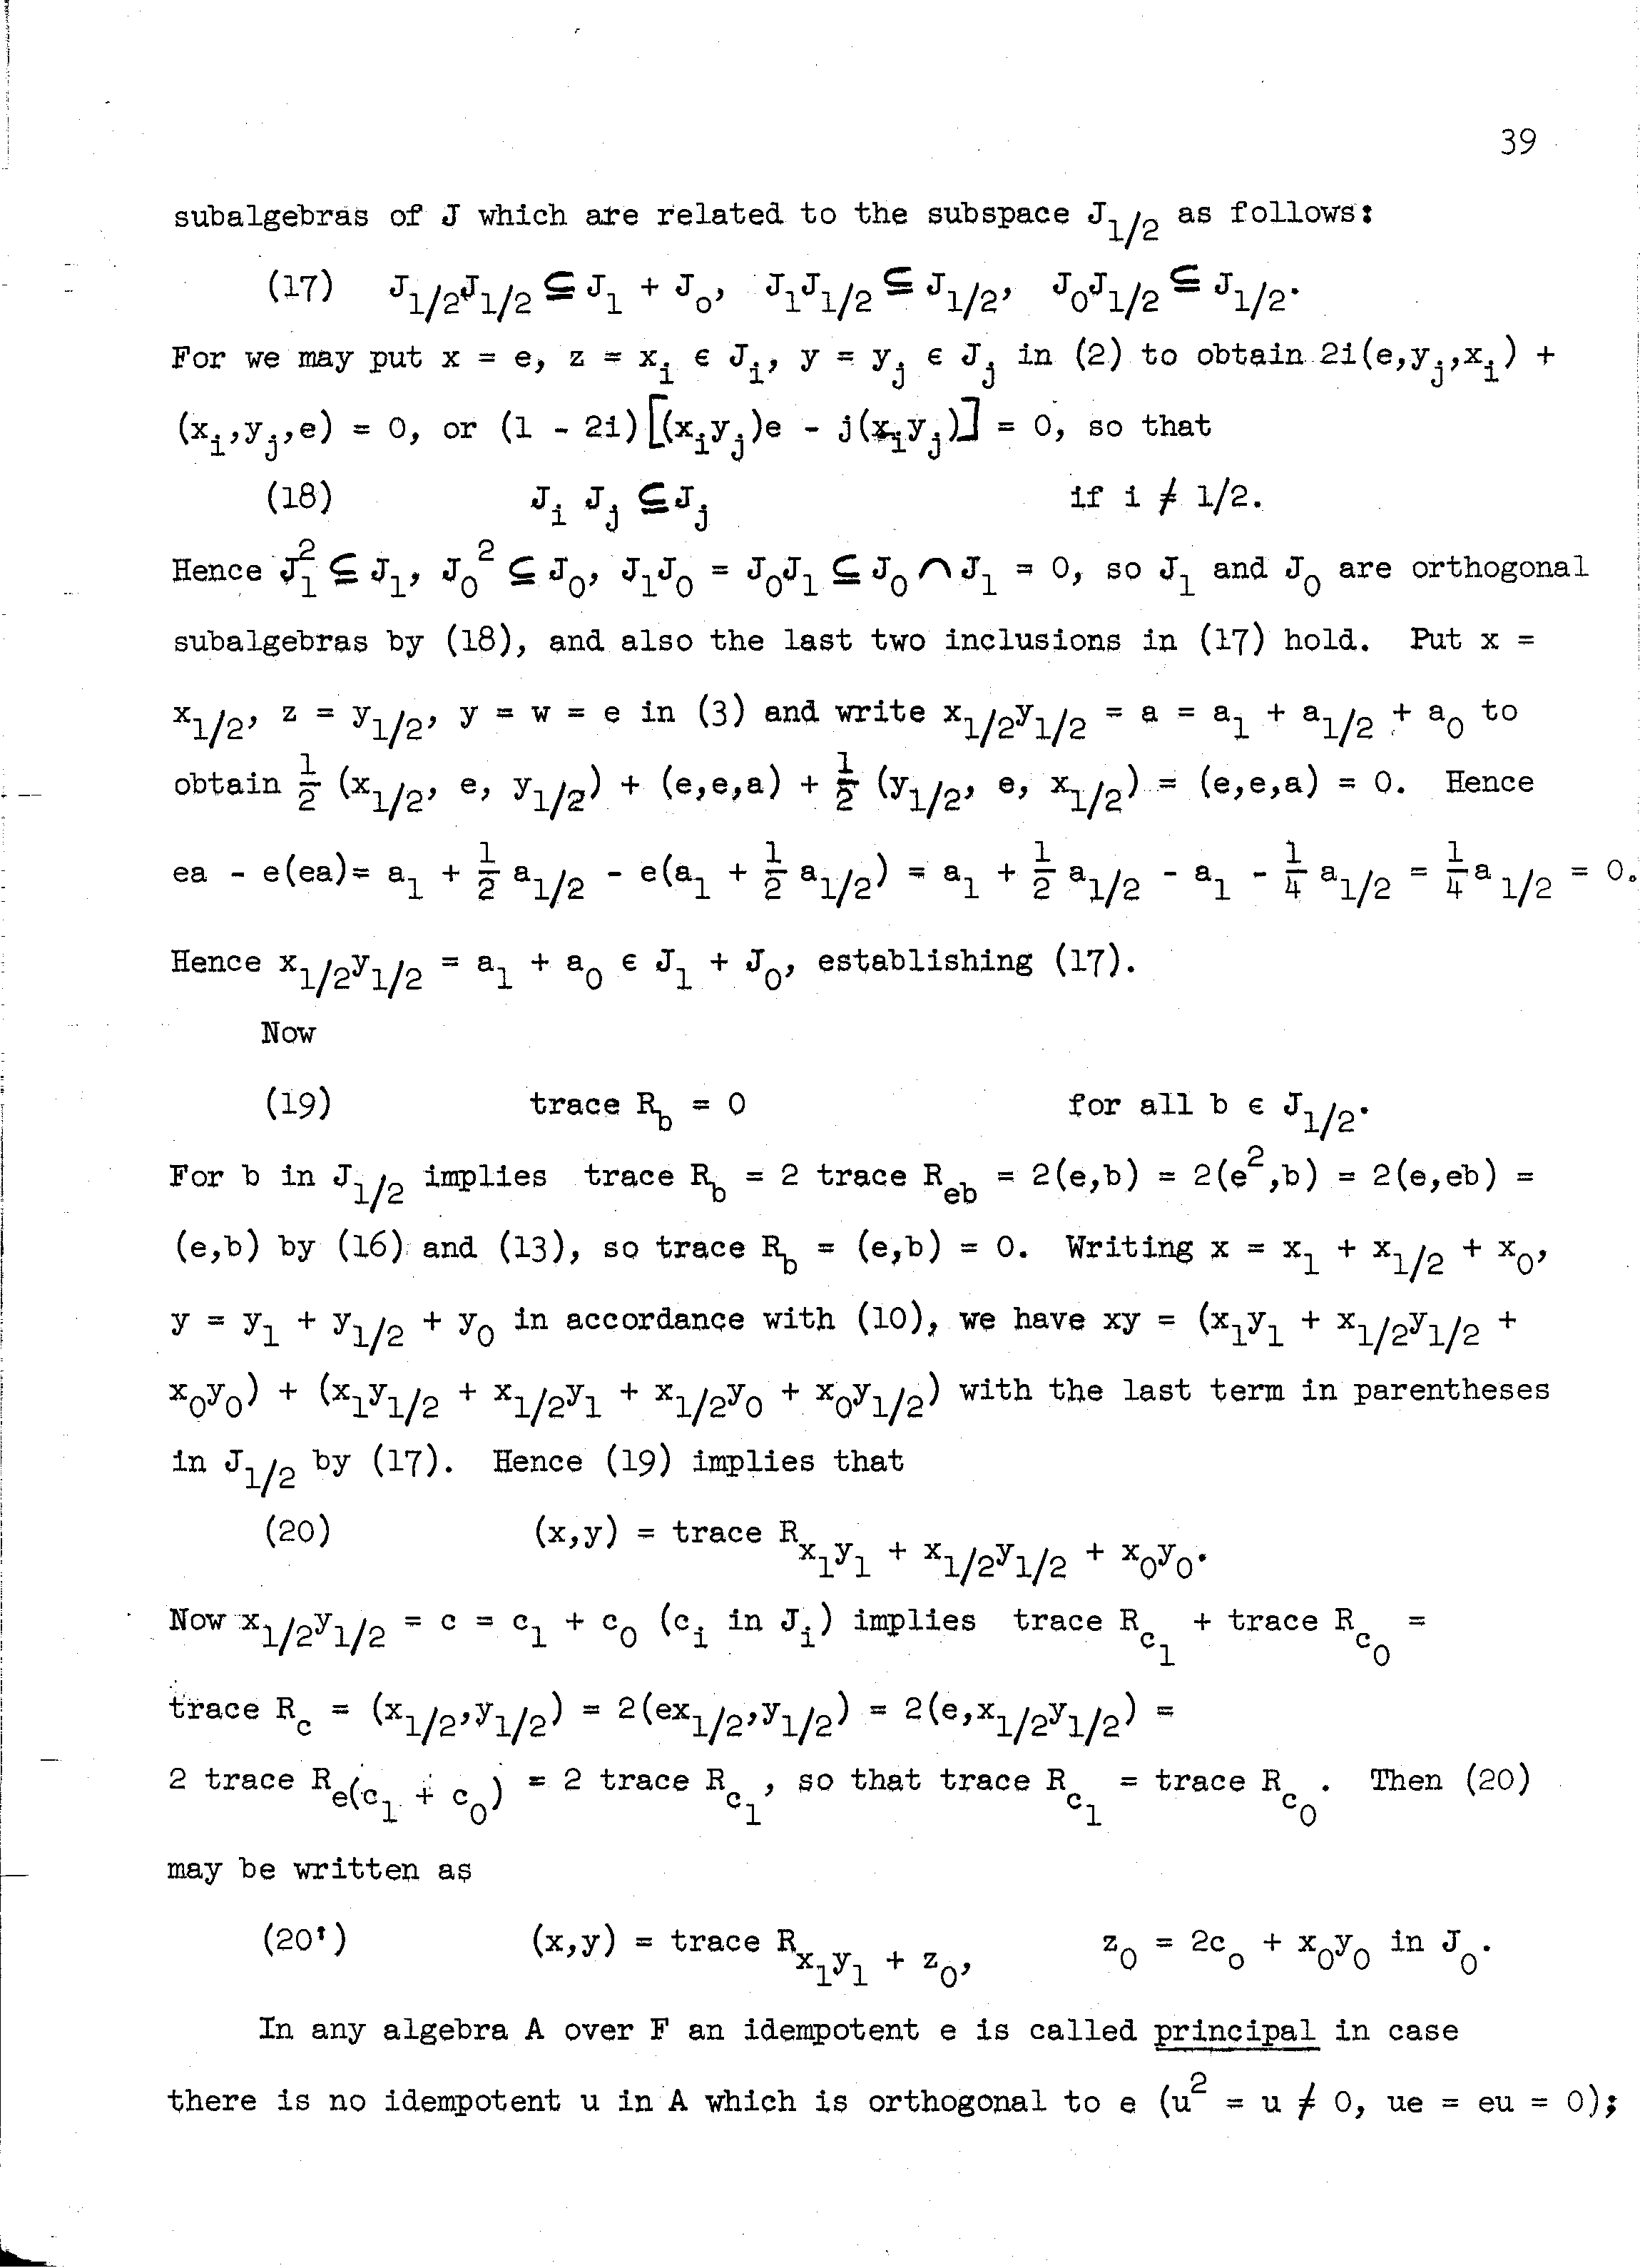 39
subalgebras of J which are related to the subspace J_{1/2} as follows:
(17) J_{1/2}J_{1/2} ⊆ J_1 + J_o, J_1J_{1/2} ⊆ J_{1/2}, J_0J_{1/2} ⊆ J_{1/2}.
For we may put x = e, z = x_i ϵ J_i, y = y_j ϵ J_j in (2) to obtain 2i(e,y_j,x_i) +
(x_i,y_j,e) = 0, or (1 - 2i)[(x_iy_j)e - j(x_iy_j)] = 0, so that
(18) J_i J_j ⊆ J_j if i ≠ 1/2.
Hence J_1^2 ⊆ J_1, J_0^2 ⊆ J_0, J_1J_0 = J_0J_1 ⊆ J_0 ∩ J_1 = 0, so J_1 and J_0 are orthogonal
subalgebras by (18), and also the last two inclusions in (17) hold. Put x =
x_{1/2}, z = y_{1/2}, y = w = e in (3) and write x_{1/2}y_{1/2} = a = a_1 + a_{1/2} + a_0 to
obtain \frac{1}{2} (x_{1/2}, e, y_{1/2}) + (e,e,a) + \frac{1}{2} (y_{1/2}, e, x_{1/2}) = (e,e,a) = 0. Hence
ea - e(ea)= a_1 + \frac{1}{2} a_{1/2} - e(a_1 + \frac{1}{2} a_{1/2}) = a_1 + \frac{1}{2} a_{1/2} - a_1 - \frac{1}{4} a_{1/2} = \frac{1}{4} a_{1/2} = 0.
Hence x_{1/2}y_{1/2} = a_1 + a_0 ϵ J_1 + J_0, establishing (17).
Now
(19) trace R_b = 0 for all b ϵ J_{1/2}.
For b in J_{1/2} implies trace R_b = 2 trace R_{eb} = 2(e,b) = 2(e^2,b) = 2(e,eb) =
(e,b) by (16) and (13), so trace R_b = (e,b) = 0. Writing x = x_1 + x_{1/2} + x_0,
y = y_1 + y_{1/2} + y_0 in accordance with (10), we have xy = (x_1y_1 + x_{1/2}y_{1/2} +
x_0y_0) + (x_1y_{1/2} + x_{1/2}y_1 + x_{1/2}y_0 + x_0y_{1/2}) with the last term in parentheses
in J_{1/2} by (17). Hence (19) implies that
(20) (x,y) = trace R_{x_1y_1 + x_{1/2}y_{1/2} + x_0y_0}.
Now x_{1/2}y_{1/2} = c = c_1 + c_0 (c_i in J_i) implies trace R_{c_1} + trace R_{c_0} =
trace R_c = (x_{1/2},y_{1/2}) = 2(ex_{1/2},y_{1/2}) = 2(e,x_{1/2}y_{1/2}) =
2 trace R_{e(c_1 + c_0)} = 2 trace R_{c_1}, so that trace R_{c_1} = trace R_{c_0}. Then (20)
may be written as
(20') (x,y) = trace R_{x_1y_1 + z_0}, z_0 = 2c_o + x_0y_0 in J_o.
In any algebra A over F an idempotent e is called principal in case
there is no idempotent u in A which is orthogonal to e (u^2 = u ≠ 0, ue = eu = 0);